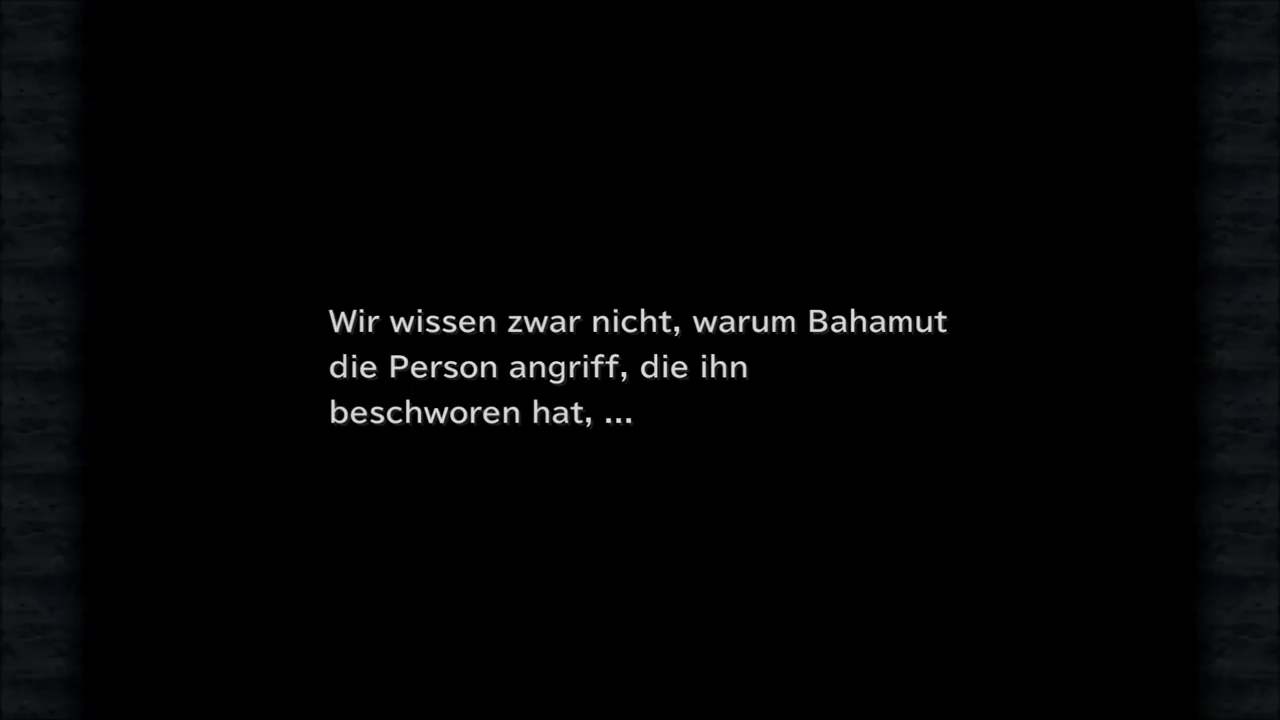 Wir wissen zwar nicht, warum Bahamut
die Person angriff, die ihn
beschworen hat, ...